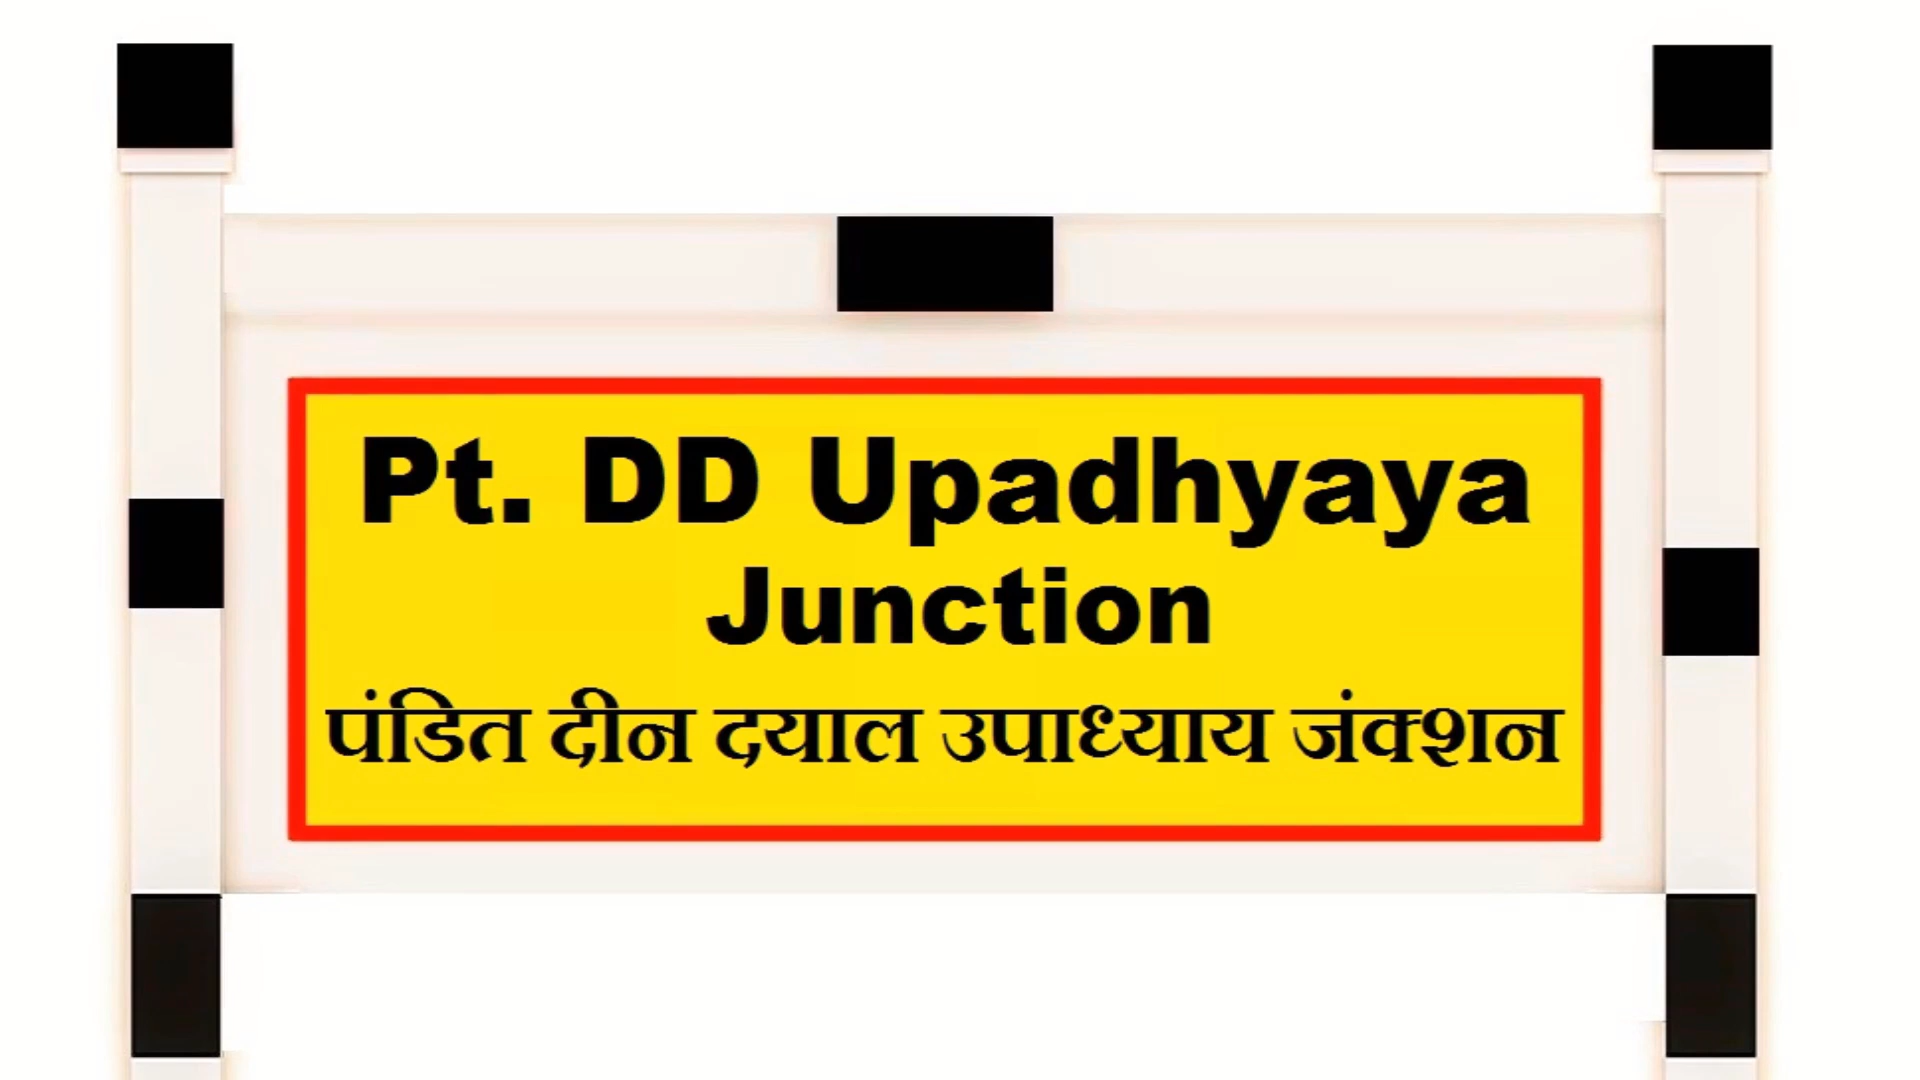 Pt. DD Upadhyaya
Junction
पंडित दीन दयाल उपाध्याय जंक्शन